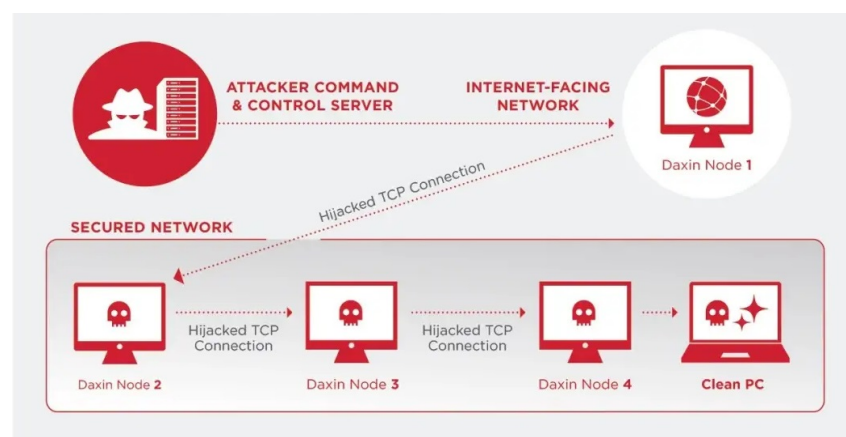 ATTACKER COMMAND
& CONTROL SERVER
INTERNET-FACING
NETWORK
Daxin Node 1
Hijacked TCP Connection
SECURED NETWORK
Hijacked TCP
Connection
Hijacked TCP
Connection
Daxin Node 2
Daxin Node 3
Daxin Node 4
Clean PC